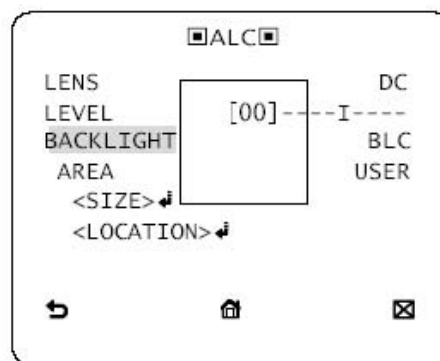 ▣ALC▣
LENS DC
LEVEL [00]----I----
BACKLIGHT BLC
AREA USER
<SIZE>↲
<LOCATION>↲